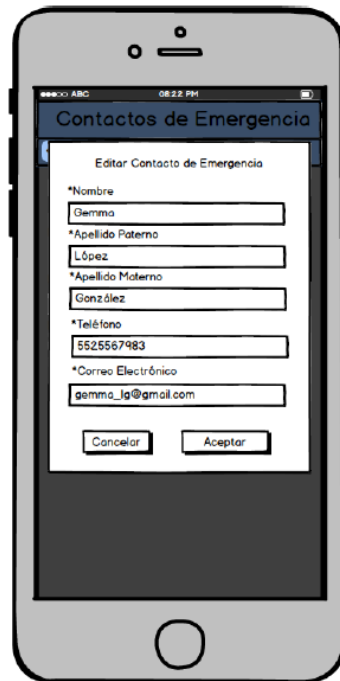 ABC 08:22 PM
Contactos de Emergencia
Editar Contacto de Emergencia
*Nombre
Gemma
*Apellido Paterno
López
*Apellido Materno
González
*Teléfono
5525567983
*Correo Electrónico
gemma_lg@gmail.com
Cancelar Aceptar